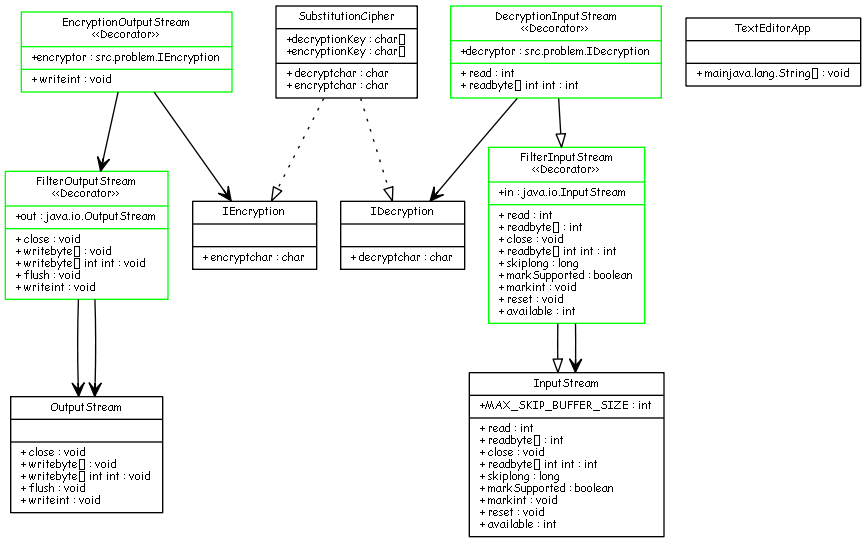 EncryptionOutputStream
<<Decorator>>
+encryptor : src.problem.IEncryption
+ writeint : void
SubstitutionCipher
+decryptionKey : char[]
+encryptionKey : char[]
+ decryptchar : char
+ encryptchar : char
DecryptionInputStream
<<Decorator>>
+decryptor : src.problem.IDecryption
+ read : int
+ readbyte[] int int : int
TextEditorApp
+ mainjava.lang.String[] : void
FilterOutputStream
<<Decorator>>
+out : java.io.OutputStream
+ close : void
+ writebyte[] : void
+ writebyte[] int int : void
+ flush : void
+ writeint : void
IEncryption
+ encryptchar : char
IDecryption
+ decryptchar : char
FilterInputStream
<<Decorator>>
+in : java.io.InputStream
+ read : int
+ readbyte[] : int
+ close : void
+ readbyte[] int int : int
+ skiplong : long
+ markSupported : boolean
+ markint : void
+ reset : void
+ available : int
OutputStream
+ close : void
+ writebyte[] : void
+ writebyte[] int int : void
+ flush : void
+ writeint : void
InputStream
+MAX_SKIP_BUFFER_SIZE : int
+ read : int
+ readbyte[] : int
+ close : void
+ readbyte[] int int : int
+ skiplong : long
+ markSupported : boolean
+ markint : void
+ reset : void
+ available : int